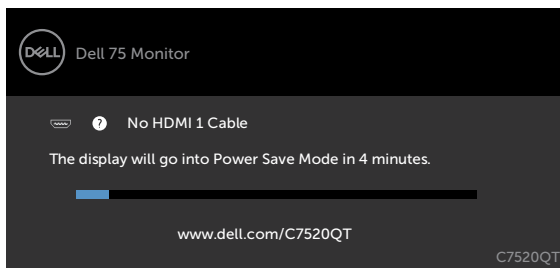 DELL
Dell 75 Monitor
? No HDMI 1 Cable
The display will go into Power Save Mode in 4 minutes.
www.dell.com/C7520QT
C7520QT